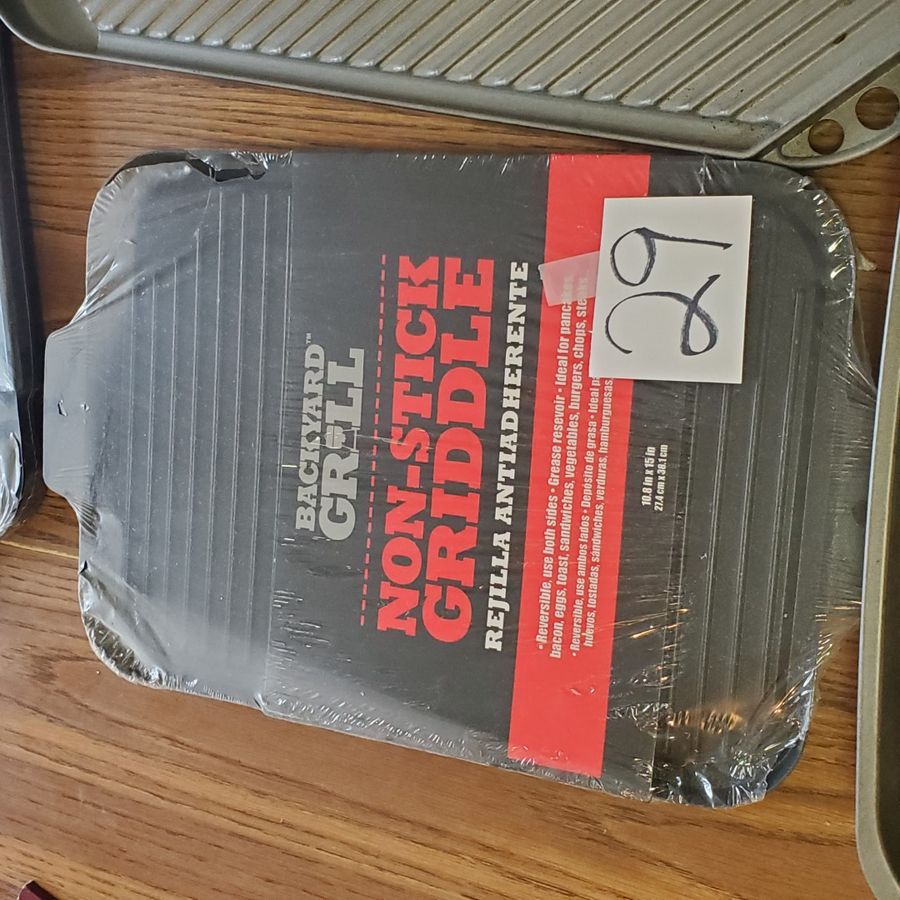 BACKYARD™
GRILL
NON-STICK
GRIDDLE
REJILLA ANTIADHERENTE
• Reversible, use both sides • Grease resevoir • Ideal for pancakes
bacon, eggs, toast, sandwiches, vegetables, burgers, chops, steaks
• Reversible, use ambos lados • Depósito de grasa • Ideal
huevos, tostadas, sándwiches, verduras, hamburguesas,
10.8 in x 15 in
27.4 cm x 38.1 cm
29